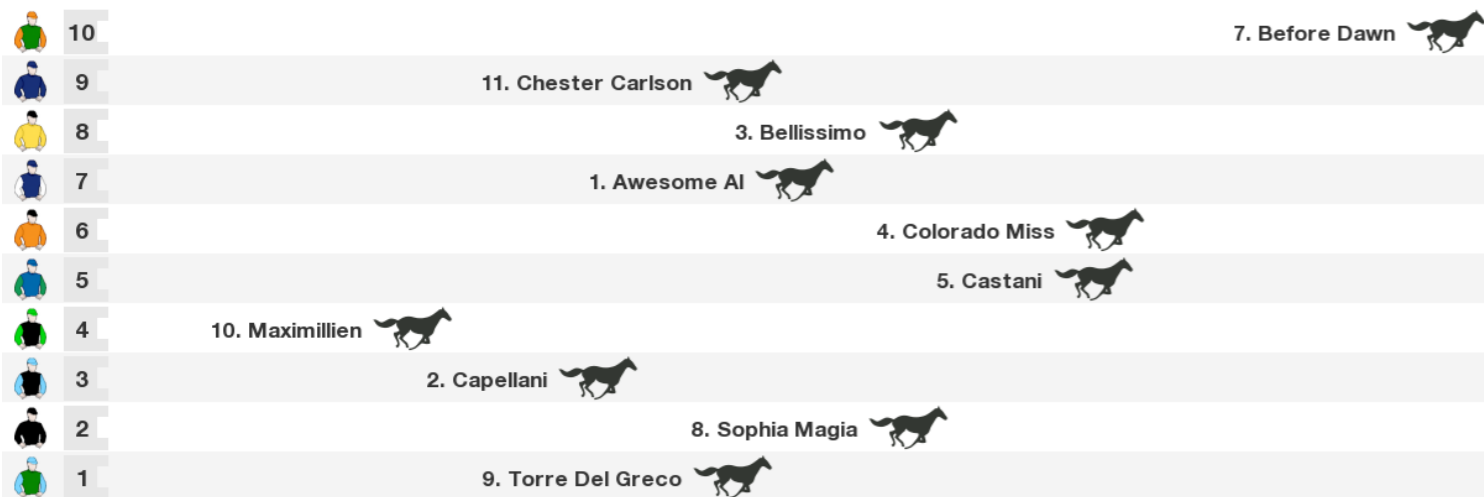 10 7. Before Dawn
9 11. Chester Carlson
8 3. Bellissimo
7 1. Awesome Al
6 4. Colorado Miss
5 5. Castani
4 10. Maximillien
3 2. Capellani
2 8. Sophia Magia
1 9. Torre Del Greco